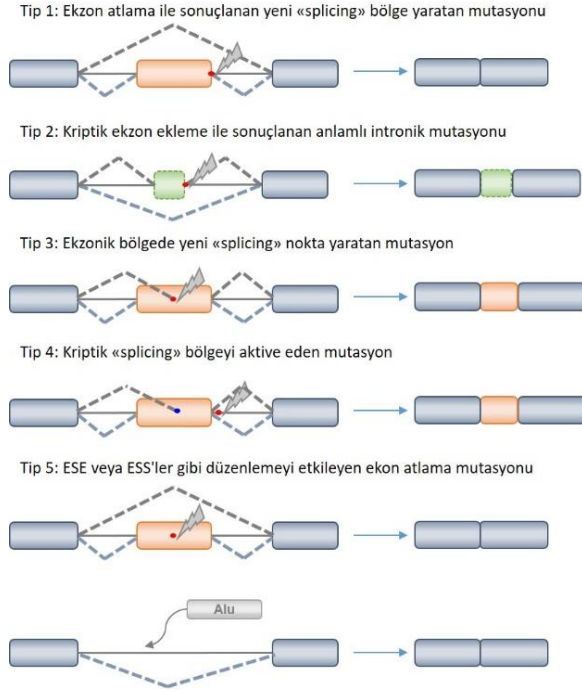 Tip 1: Ekzon atlama ile sonuçlanan yeni «splicing» bölge yaratan mutasyonu
Tip 2: Kriptik ekzon ekleme ile sonuçlanan anlamlı intronik mutasyonu
Tip 3: Ekzonik bölgede yeni «splicing» nokta yaratan mutasyon
Tip 4: Kriptik «splicing» bölgeyi aktive eden mutasyon
Tip 5: ESE veya ESS'ler gibi düzenlemeyi etkileyen ekon atlama mutasyonu
Alu